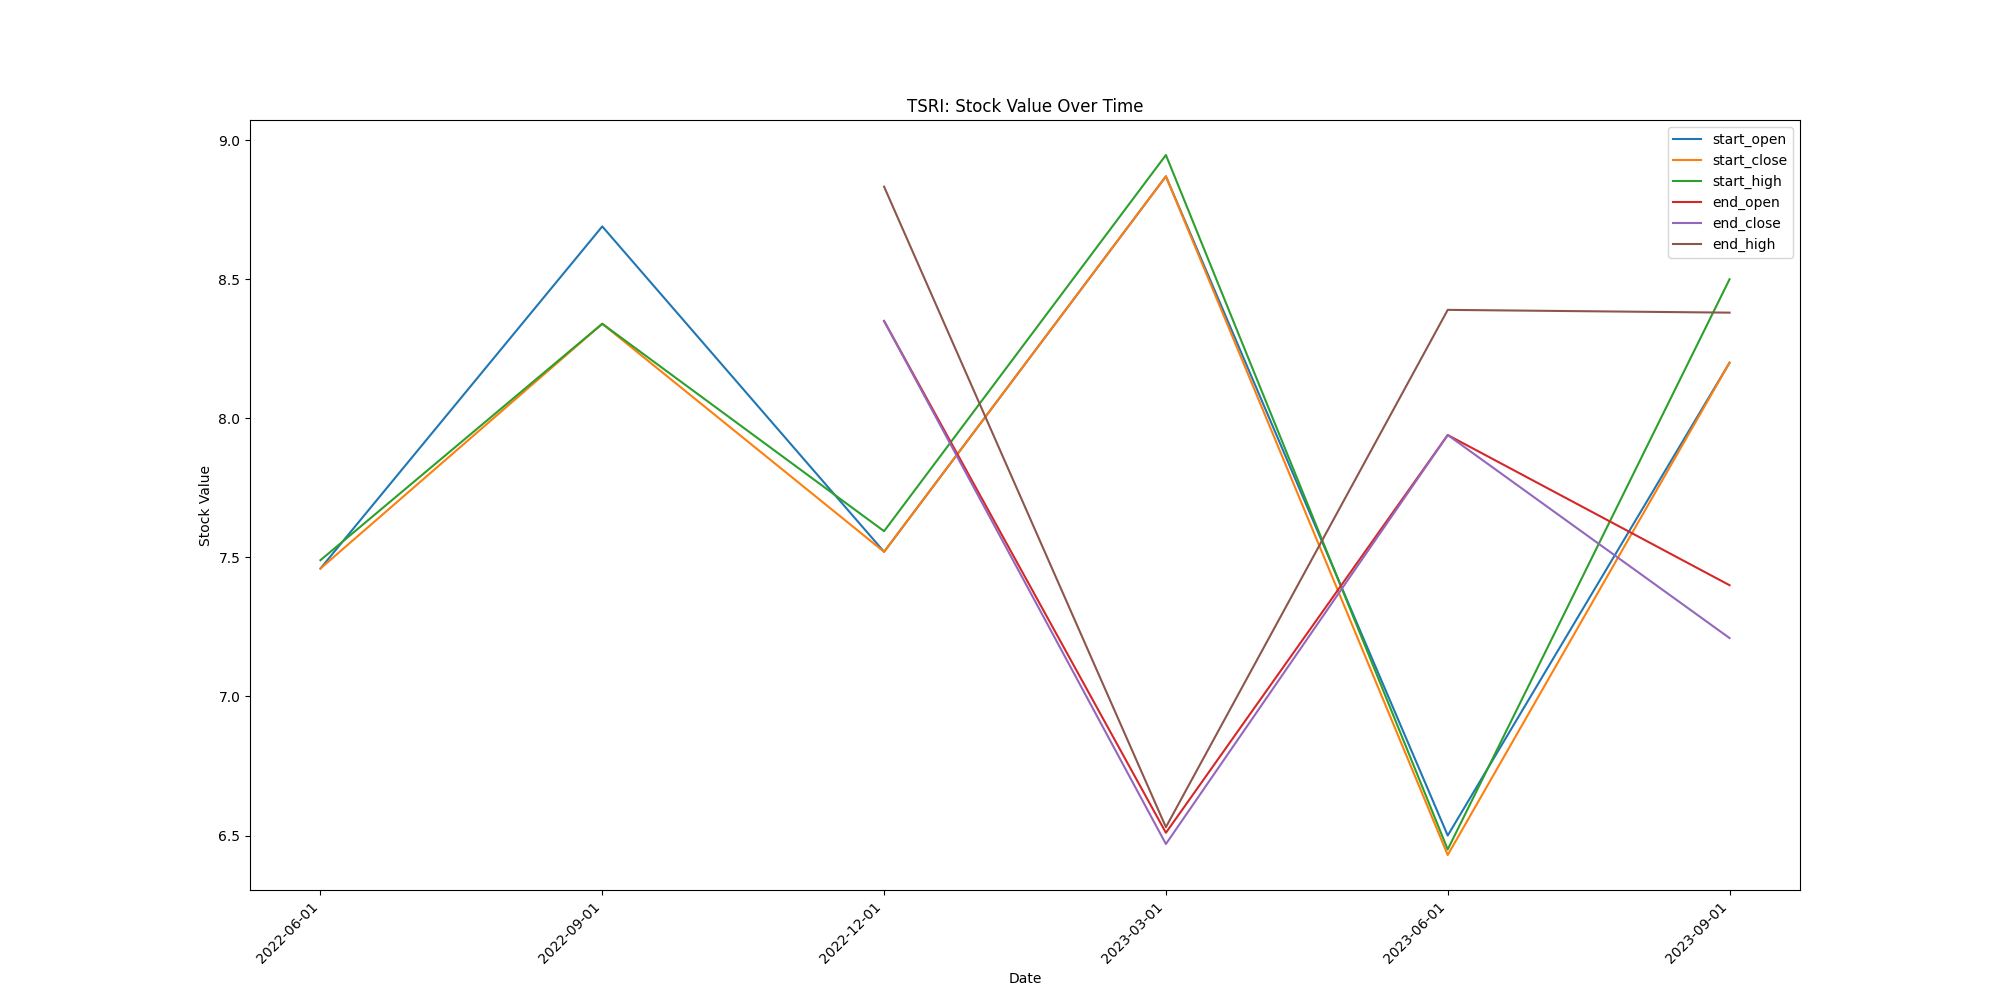 TSRI: Stock Value Over Time
9.0
8.5
8.0
7.5
7.0
6.5
Stock Value
start_open
start_close
start_high
end_open
end_close
end_high
2022-06-01
2022-09-01
2022-12-01
2023-03-01
2023-06-01
2023-09-01
Date